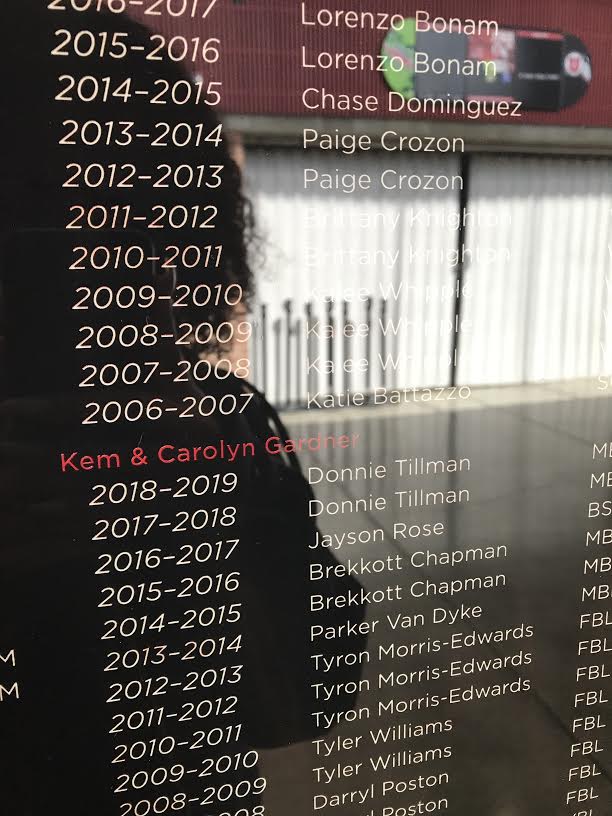 2016–2017 Lorenzo Bonam
2015–2016 Lorenzo Bonam
2014–2015 Chase Dominguez
2013–2014 Paige Crozon
2012–2013 Paige Crozon
2011–2012 Brittany Knighton
2010–2011 Brittany Knighton
2009–2010 Kalee Whipple
2008–2009 Kalee Whipple
2007–2008 Kalee Whipple
2006–2007 Katie Battazzo
Kem & Carolyn Gardner
2018–2019 Donnie Tillman
2017–2018 Donnie Tillman
2016–2017 Jayson Rose BS
2015–2016 Brekkott Chapman MB
2014–2015 Brekkott Chapman MB
2013–2014 Parker Van Dyke MB
2012–2013 Tyron Morris-Edwards FBL
2011–2012 Tyron Morris-Edwards FBL
2010–2011 Tyron Morris-Edwards FBL
2009–2010 Tyler Williams FBL
2008–2009 Tyler Williams FBL
Darryl Poston FBL
Poston FBL